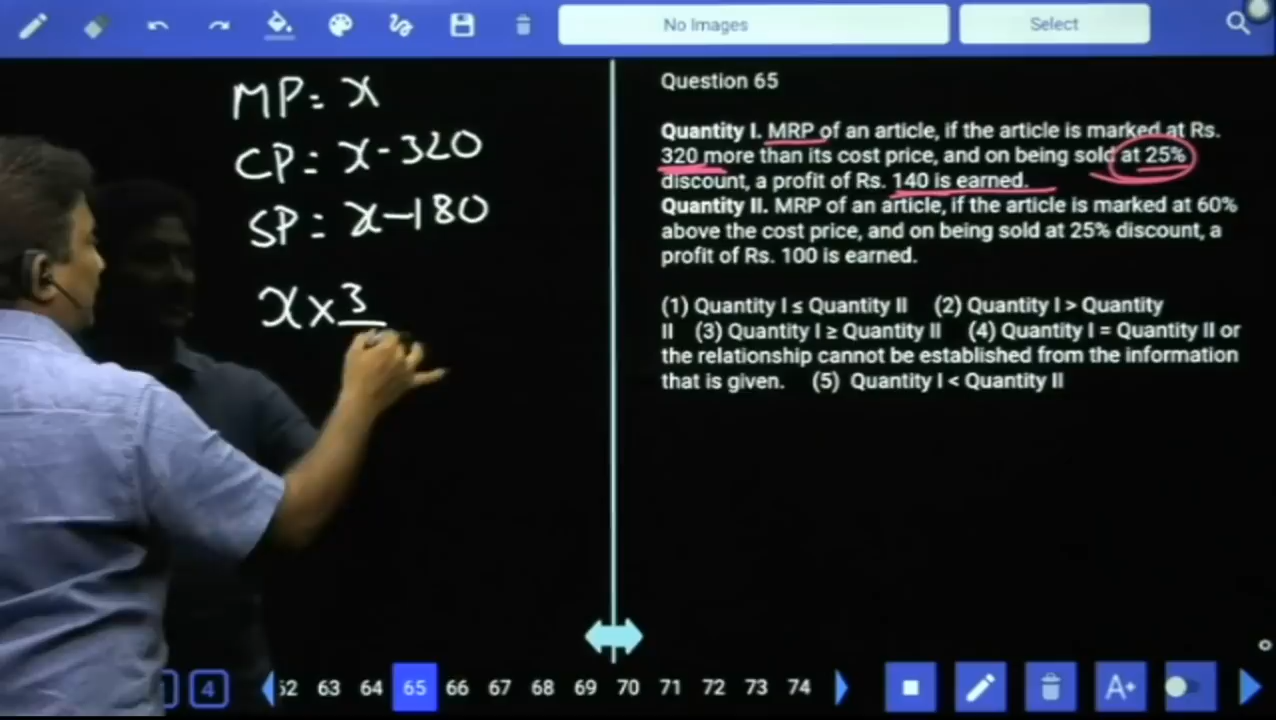 No Images
Select
MP = x
CP = x - 320
SP = x - 180
x × 3
Question 65
Quantity I. MRP of an article, if the article is marked at Rs.
320 more than its cost price, and on being sold at 25%
discount, a profit of Rs. 140 is earned.
Quantity II. MRP of an article, if the article is marked at 60%
above the cost price, and on being sold at 25% discount, a
profit of Rs. 100 is earned.
(1) Quantity I ≤ Quantity II (2) Quantity I > Quantity
II (3) Quantity I ≥ Quantity II (4) Quantity I = Quantity II or
the relationship cannot be established from the information
that is given. (5) Quantity I < Quantity II
4 63 64 65 66 67 68 69 70 71 72 73 74 A+